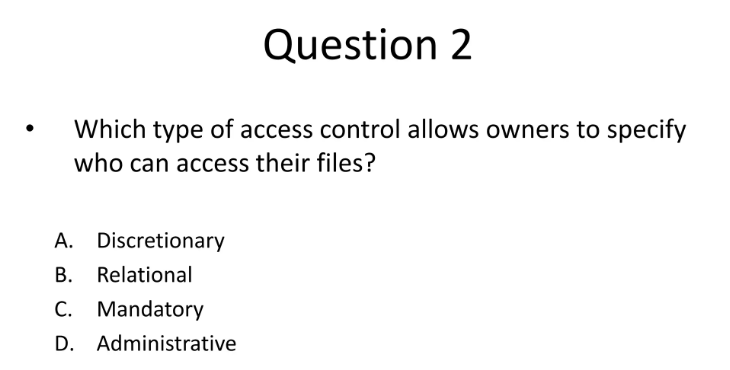 Question 2
• Which type of access control allows owners to specify
who can access their files?
A. Discretionary
B. Relational
C. Mandatory
D. Administrative